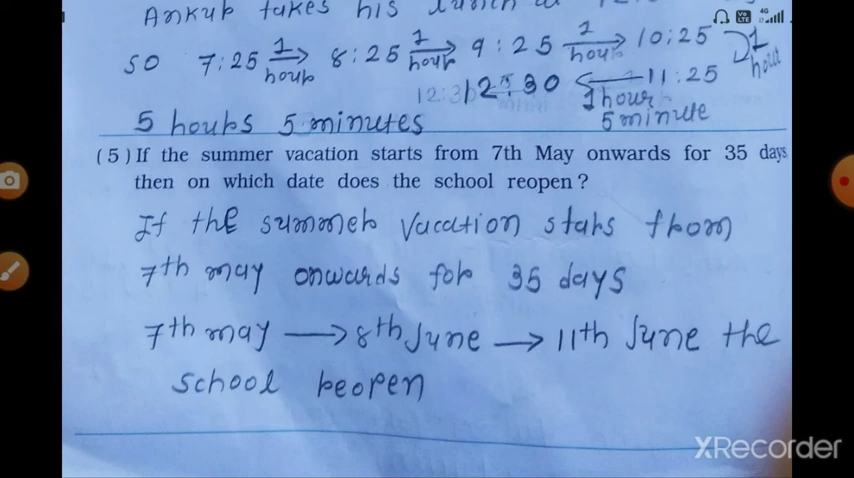 Ankur takes his lunch
4G
so 7:25 1 hour 8:25 1 hour 9:25 1 hour 10:25 1 hour
12:30 1 hour 5 minute 11:25
5 hours 5 minutes
(5) If the summer vacation starts from 7th May onwards for 35 days
then on which date does the school reopen?
If the summer vacation stars from
7th may onwards for 35 days
7th may → 8th June → 11th June the
school reopen
XRecorder